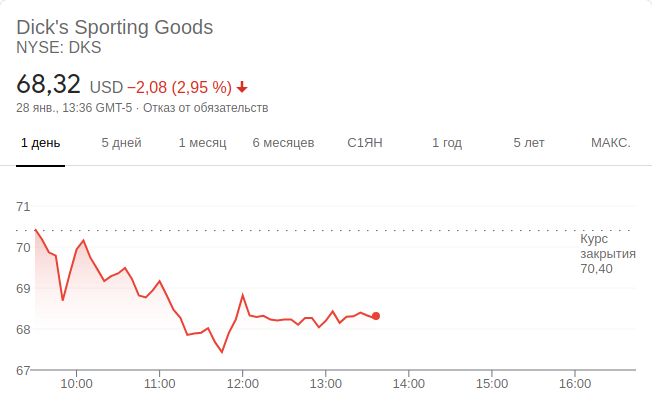 Dick's Sporting Goods
NYSE: DKS
68,32 USD −2,08 (2,95 %)
28 янв., 13:36 GMT-5 · Отказ от обязательств
1 день 5 дней 1 месяц 6 месяцев С1ЯН 1 год 5 лет МАКС.
71
70
69
68
67
Курс
закрытия
70,40
10:00 11:00 12:00 13:00 14:00 15:00 16:00